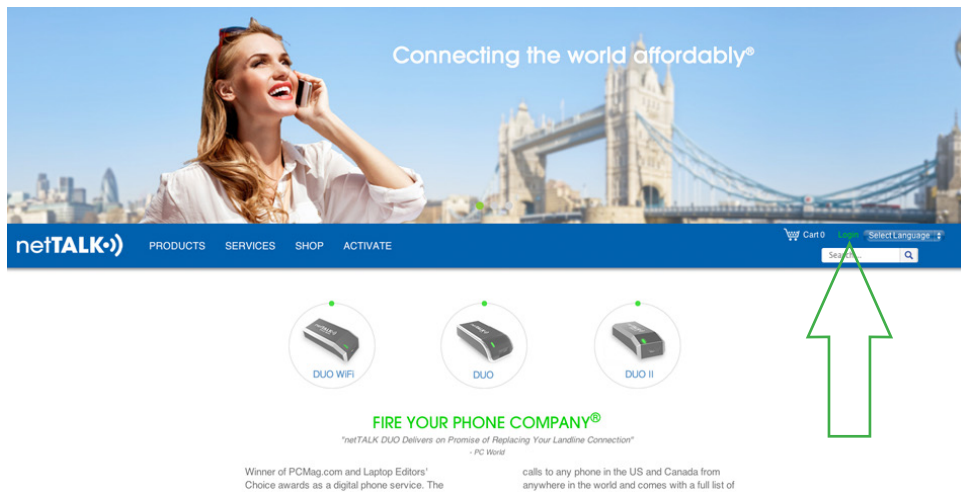 Connecting the world affordably®
netTALK
PRODUCTS SERVICES SHOP ACTIVATE
Cart 0 Login Select Language
Search...
DUO WiFi DUO DUO II
FIRE YOUR PHONE COMPANY®
"netTALK DUO Delivers on Promise of Replacing Your Landline Connection"
- PC World
Winner of PCMag.com and Laptop Editors'
Choice awards as a digital phone service. The
calls to any phone in the US and Canada from
anywhere in the world and comes with a full list of